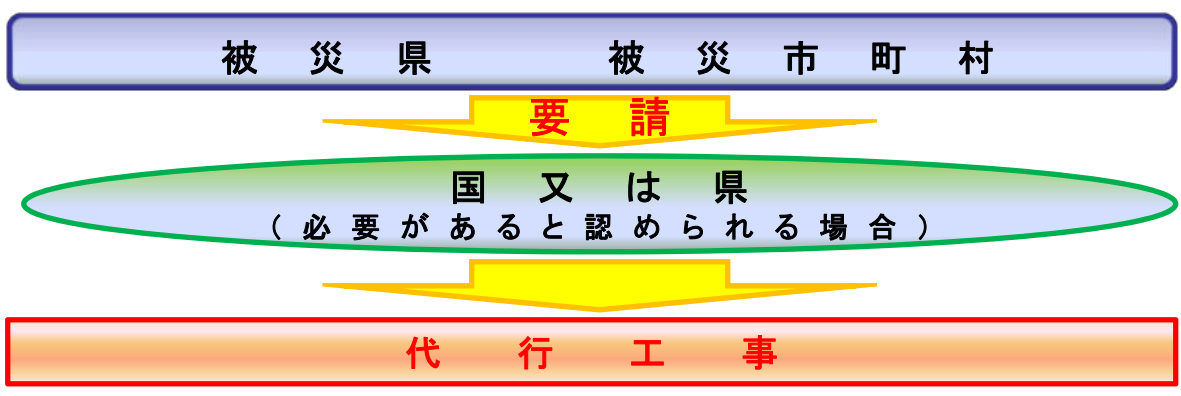 被災県　被災市町村
要請
国又は県
(必要があると認められる場合)
代行工事